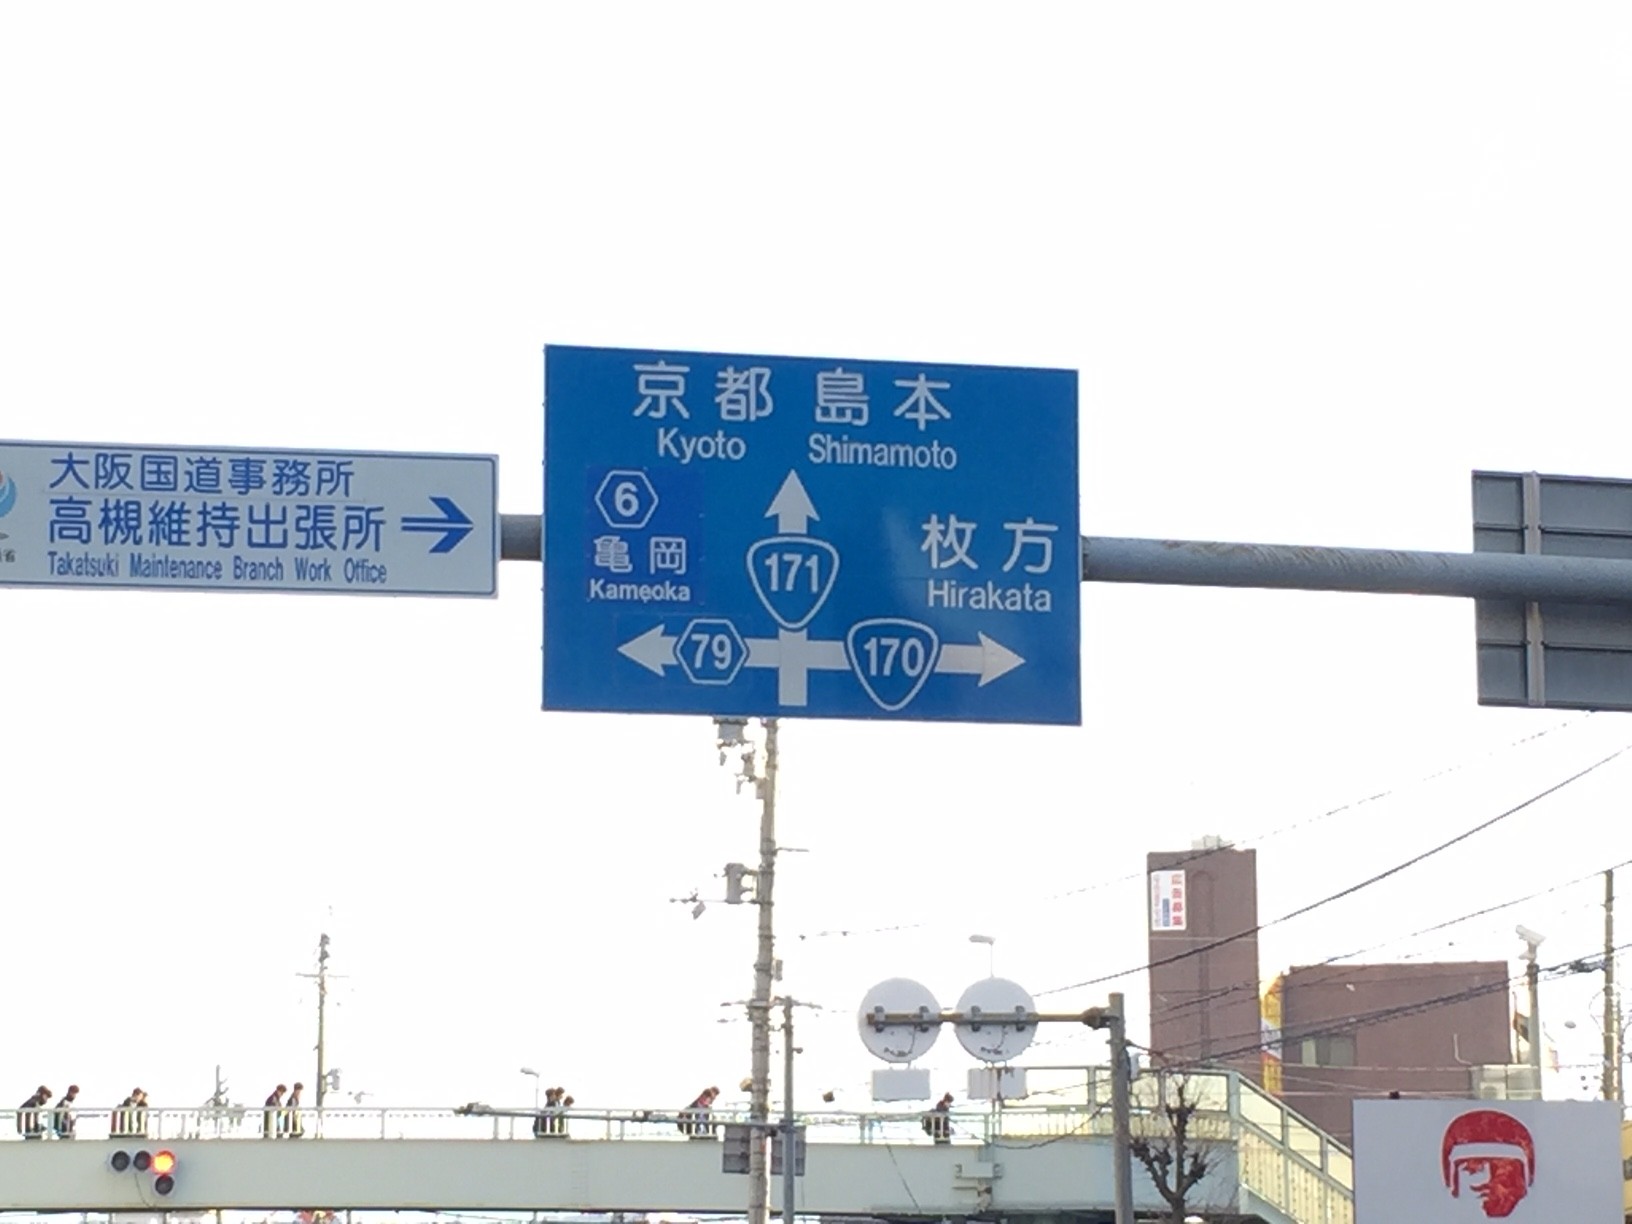 大阪国道事務所
高槻維持出張所
Takatsuki Maintenance Branch Work Office
省
京都 島本
Kyoto Shimamoto
6
亀岡
Kameoka
171
枚方
Hirakata
79
170